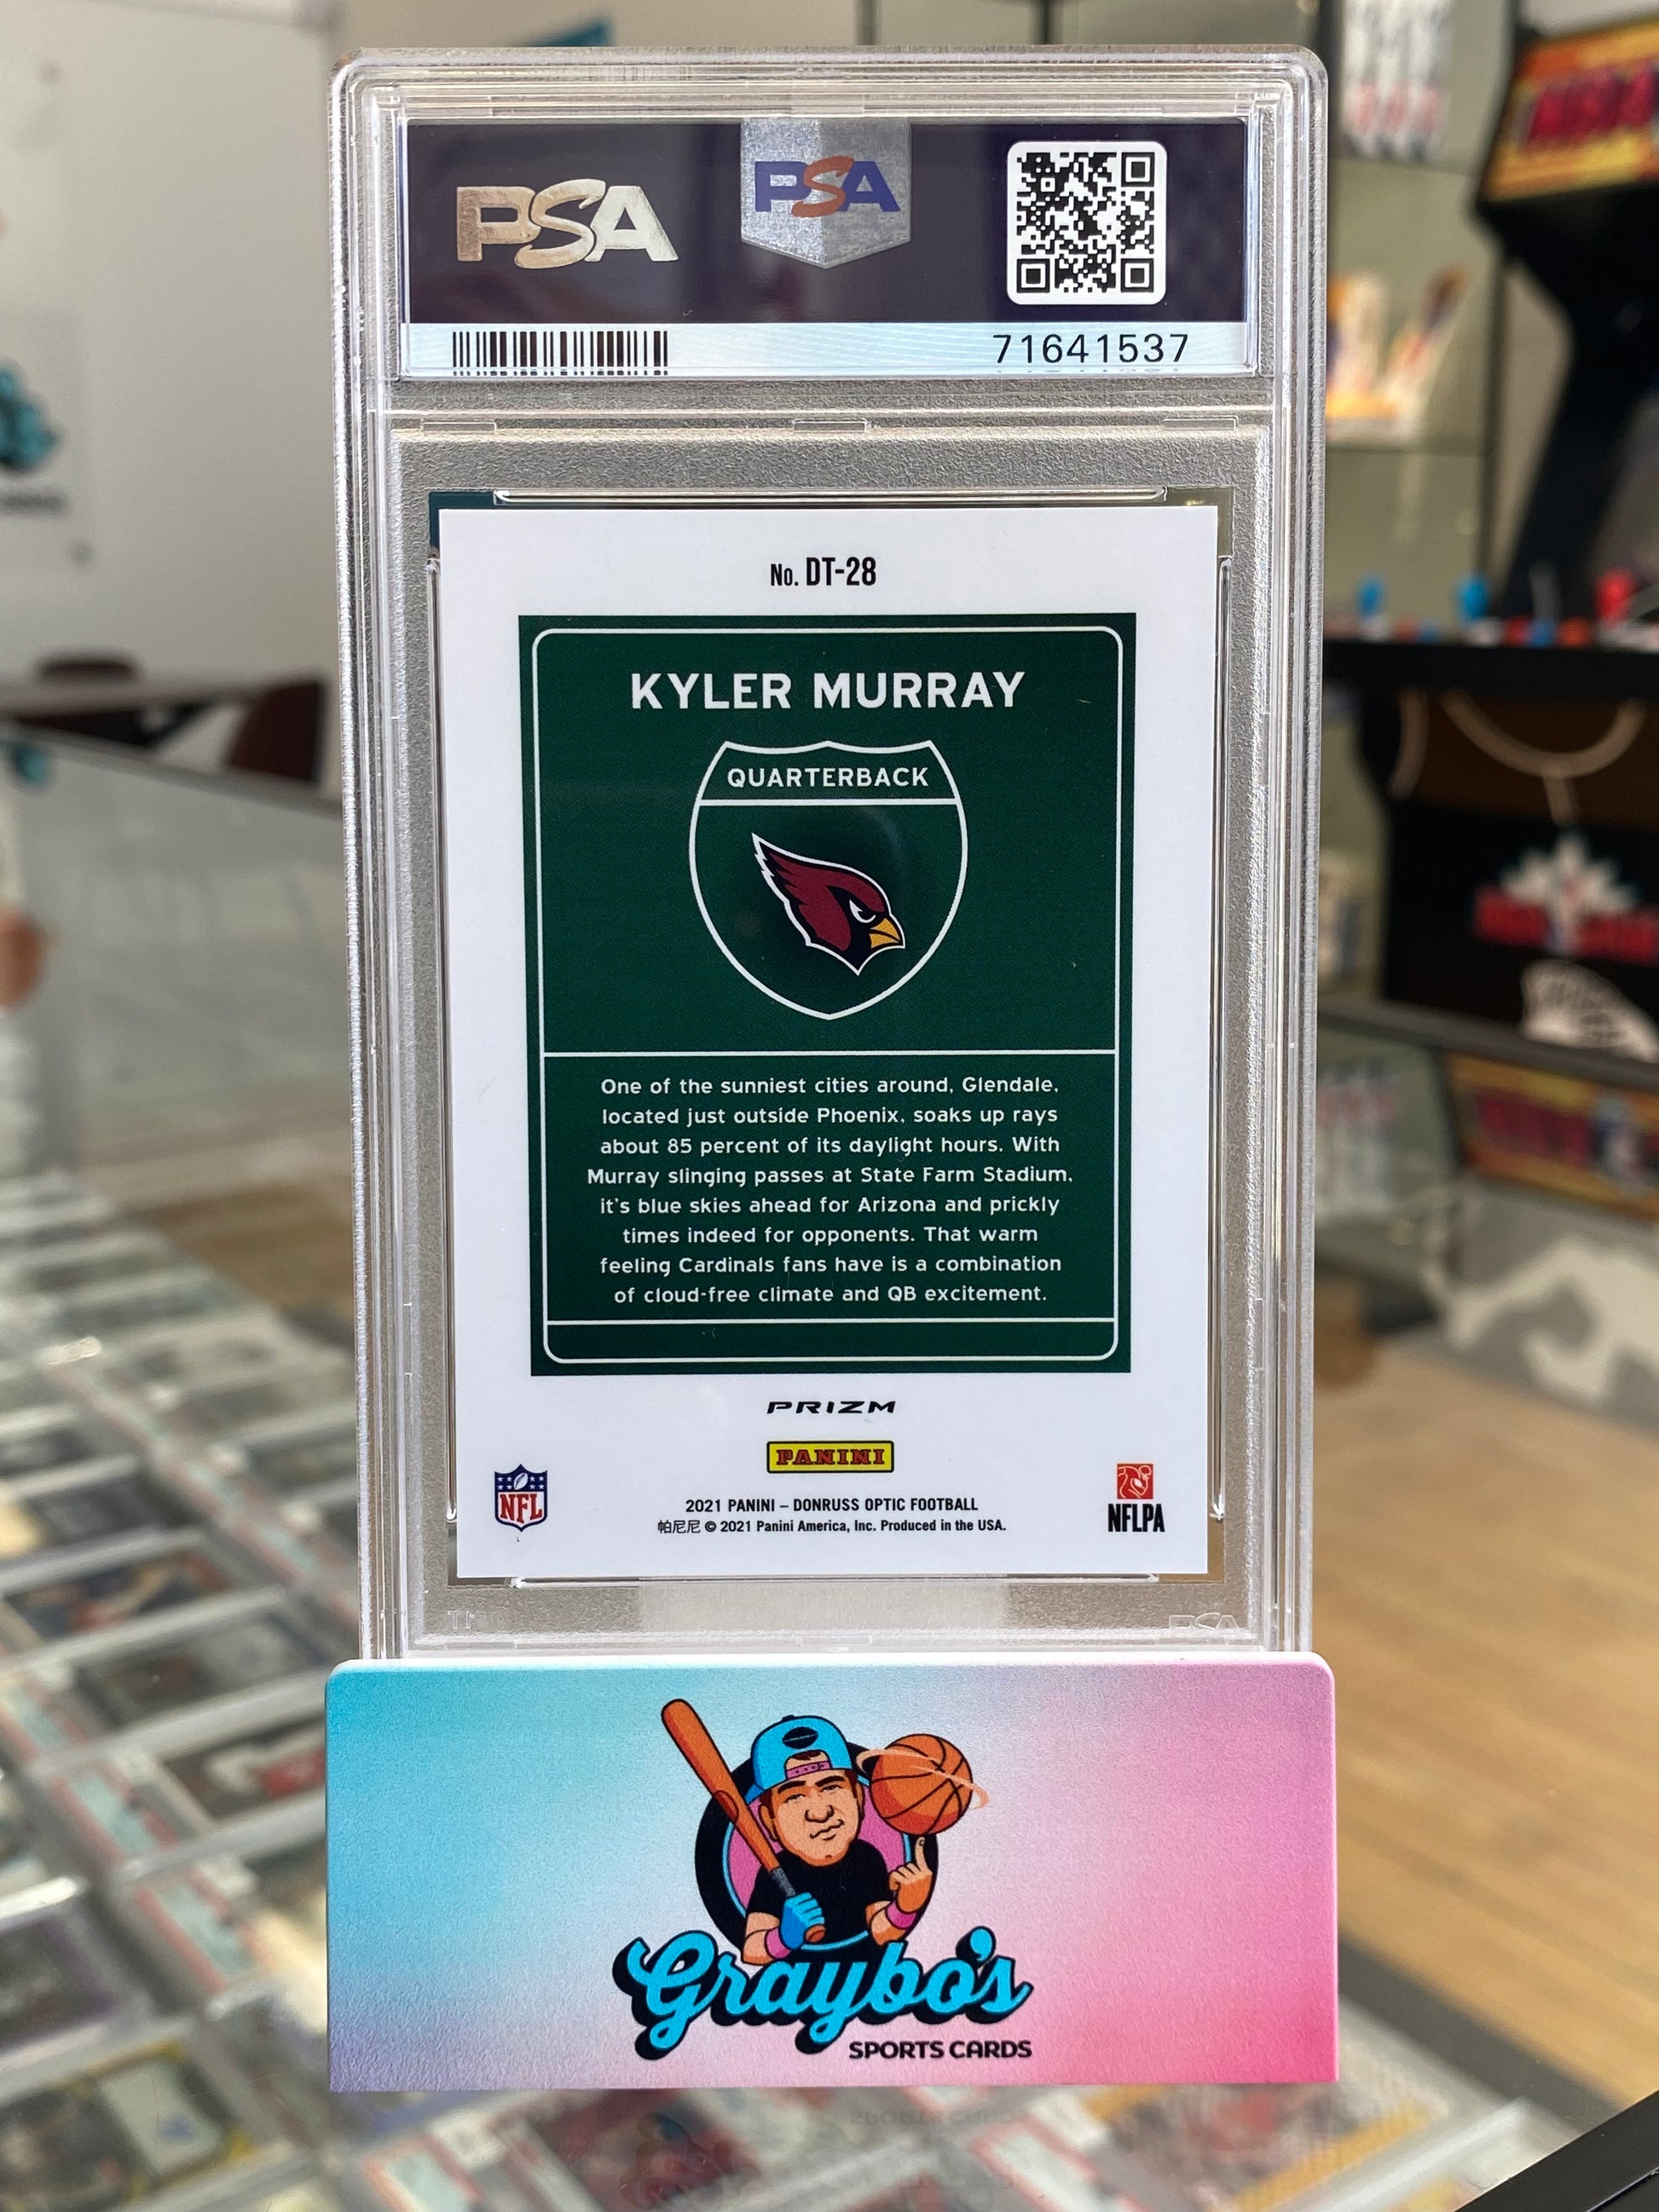 PSA
PSA
71641537
No. DT-28
KYLER MURRAY
QUARTERBACK
One of the sunniest cities around, Glendale,
located just outside Phoenix, soaks up rays
about 85 percent of its daylight hours. With
Murray slinging passes at State Farm Stadium,
it's blue skies ahead for Arizona and prickly
times indeed for opponents. That warm
feeling Cardinals fans have is a combination
of cloud-free climate and QB excitement.
PRIZM
PANINI
NFL
2021 PANINI – DONRUSS OPTIC FOOTBALL
帕尼尼 © 2021 Panini America, Inc. Produced in the USA.
NFLPA
PSA
Graybo's
SPORTS CARDS